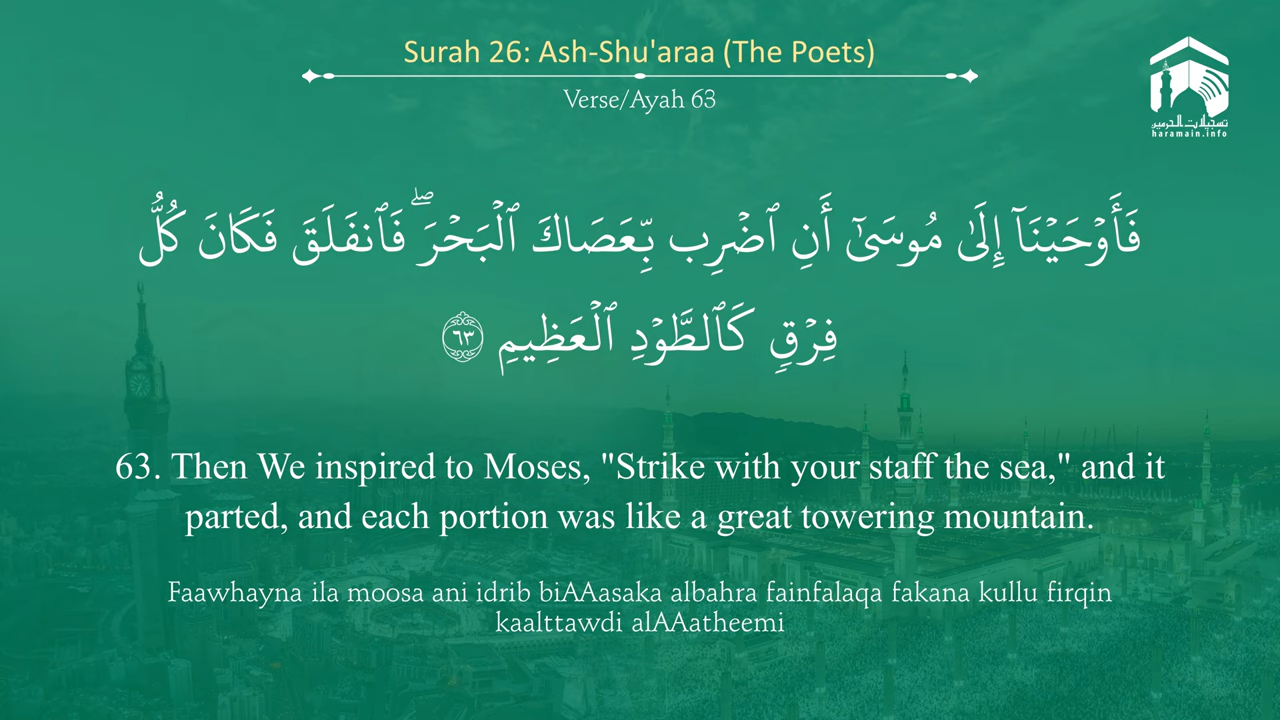 Surah 26: Ash-Shu'araa (The Poets)
Verse/Ayah 63
تسجيلات الحرمين
haramain.info
فَأَوْحَيْنَآ إِلَىٰ مُوسَىٰٓ أَنِ ٱضْرِب بِّعَصَاكَ ٱلْبَحْرَ ۖ فَٱنفَلَقَ فَكَانَ كُلُّ
فِرْقٍۢ كَٱلطَّوْدِ ٱلْعَظِيمِ ٦٣
63. Then We inspired to Moses, "Strike with your staff the sea," and it
parted, and each portion was like a great towering mountain.
Faawhayna ila moosa ani idrib biAAasaka albahra fainfalaqa fakana kullu firqin
kaalttawdi alAAatheemi